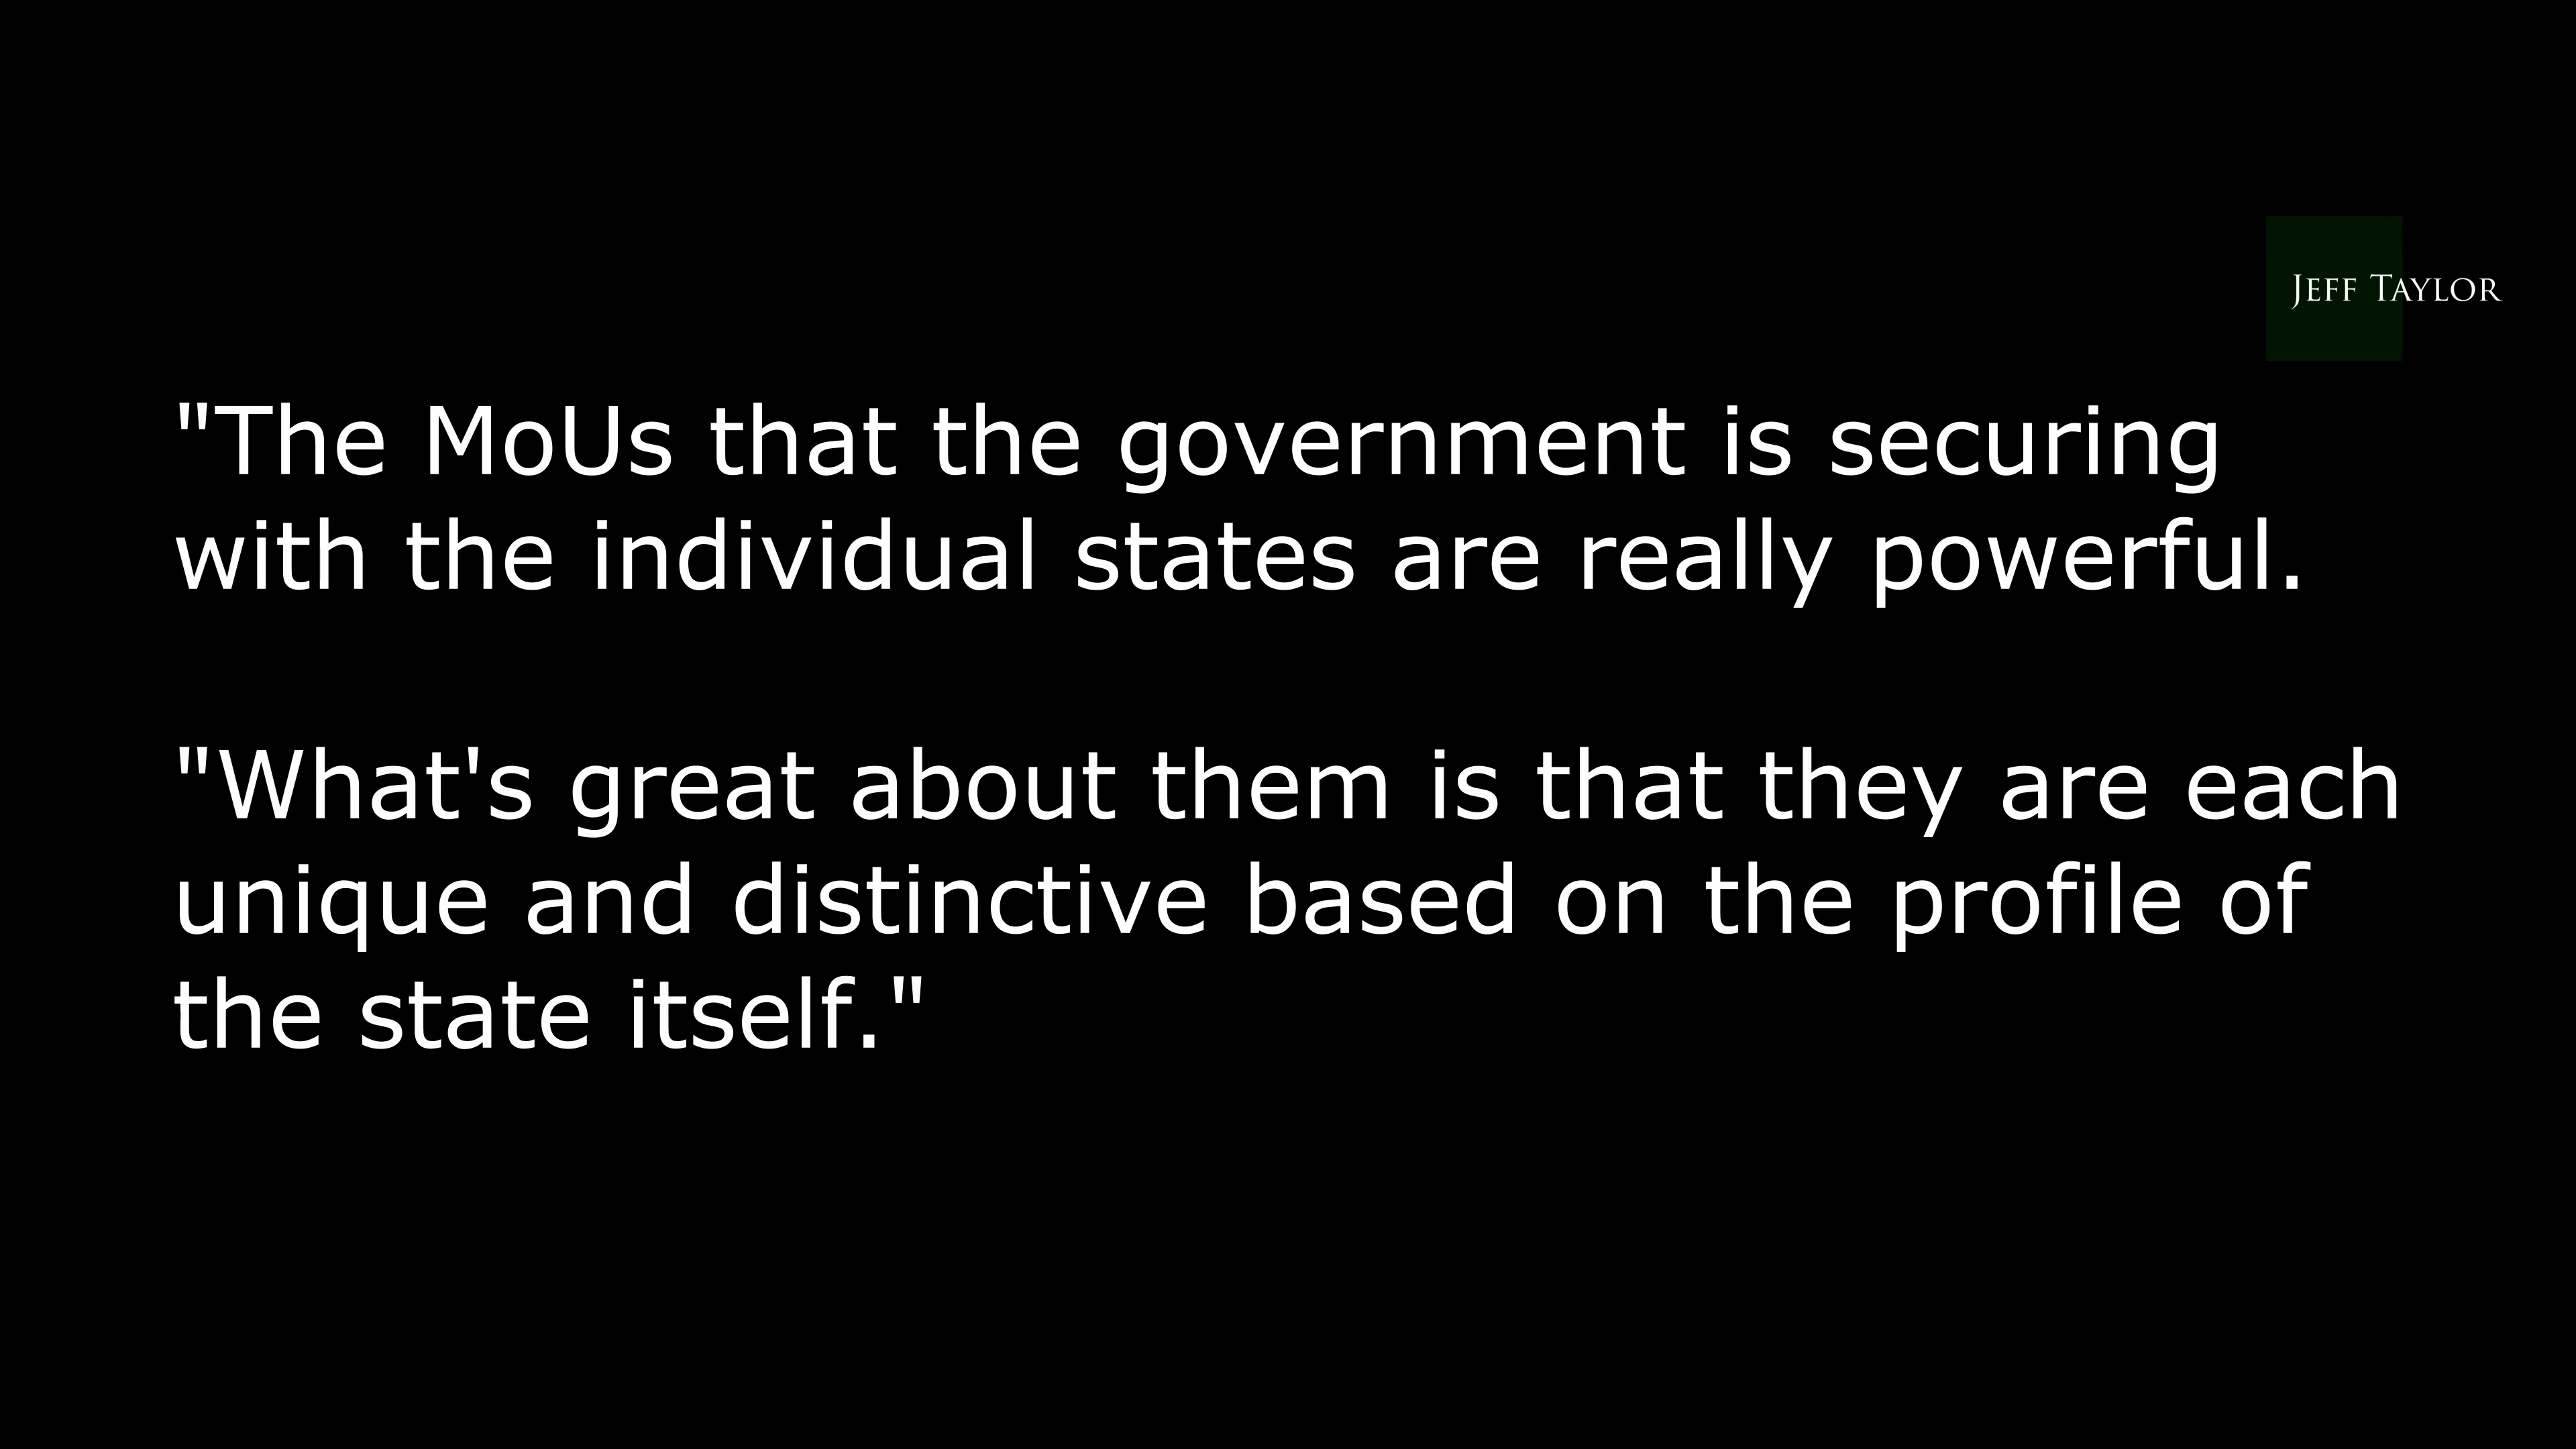 JEFF TAYLOR
"The MoUs that the government is securing
with the individual states are really powerful.
"What's great about them is that they are each
unique and distinctive based on the profile of
the state itself."